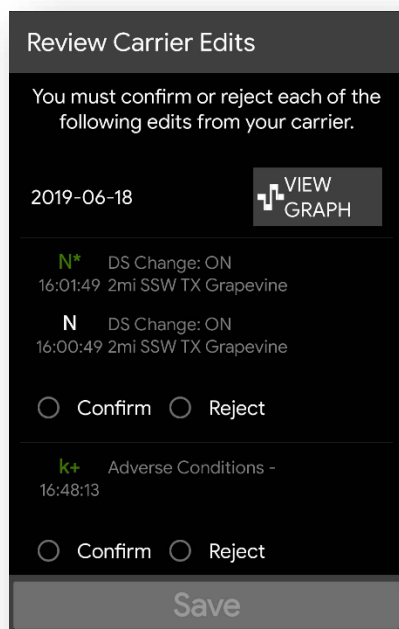 Review Carrier Edits
You must confirm or reject each of the
following edits from your carrier.
2019-06-18
VIEW
GRAPH
N* DS Change: ON
16:01:49 2mi SSW TX Grapevine
N DS Change: ON
16:00:49 2mi SSW TX Grapevine
Confirm Reject
k+ Adverse Conditions -
16:48:13
Confirm Reject
Save